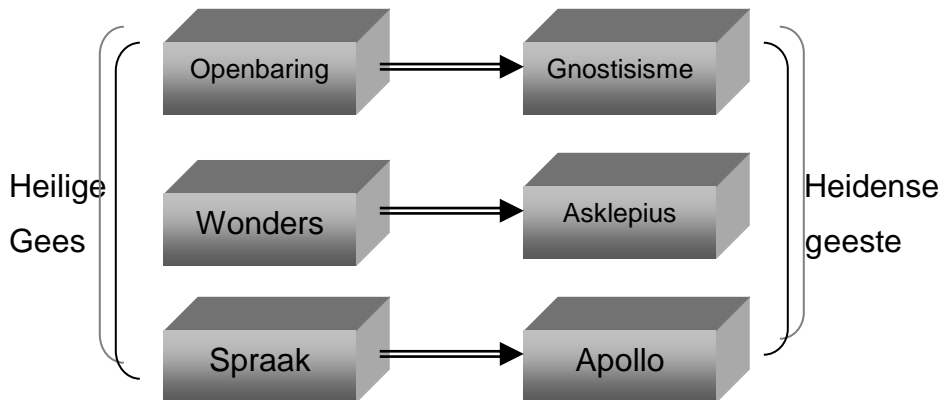 Openbaring
Gnostisisme
Heilige
Gees
Wonders
Asklepius
Heidense
geeste
Spraak
Apollo